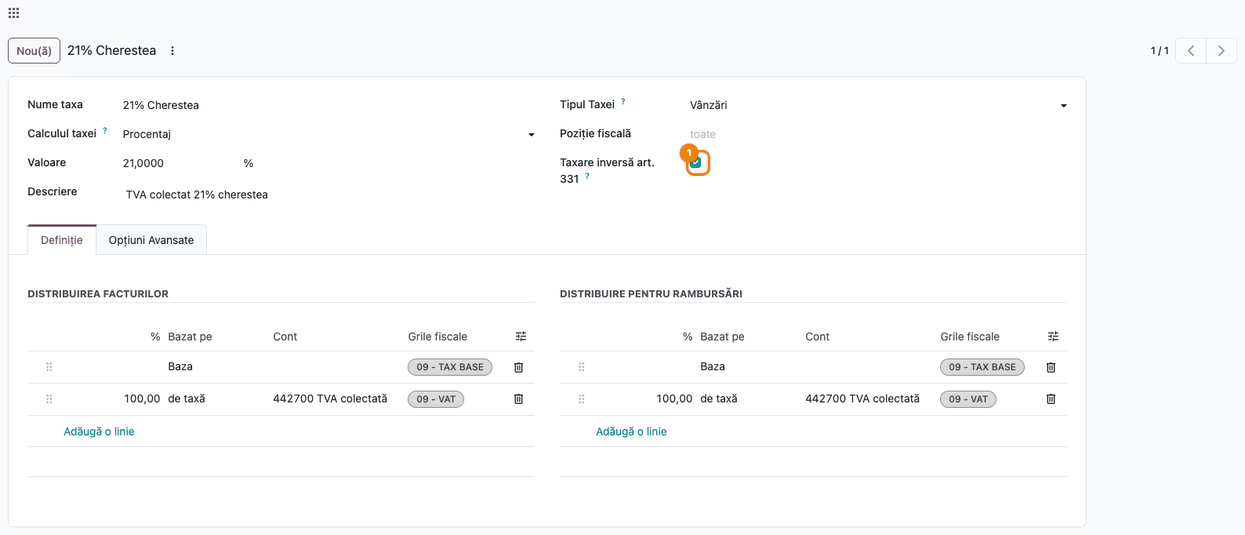 Nou(ă) 21% Cherestea 1 / 1
Nume taxa 21% Cherestea
Tipul Taxei ? Vânzări
Calculul taxei ? Procentaj
Poziție fiscală toate
Valoare 21,0000 %
Taxare inversă art. 331 ? 1
Descriere TVA colectat 21% cherestea
Definiție Opțiuni Avansate
DISTRIBUIREA FACTURILOR
% Bazat pe Cont Grile fiscale
Baza 09 - TAX BASE
100,00 de taxă 442700 TVA colectată 09 - VAT
Adăugă o linie
DISTRIBUIRE PENTRU RAMBURSĂRI
% Bazat pe Cont Grile fiscale
Baza 09 - TAX BASE
100,00 de taxă 442700 TVA colectată 09 - VAT
Adăugă o linie